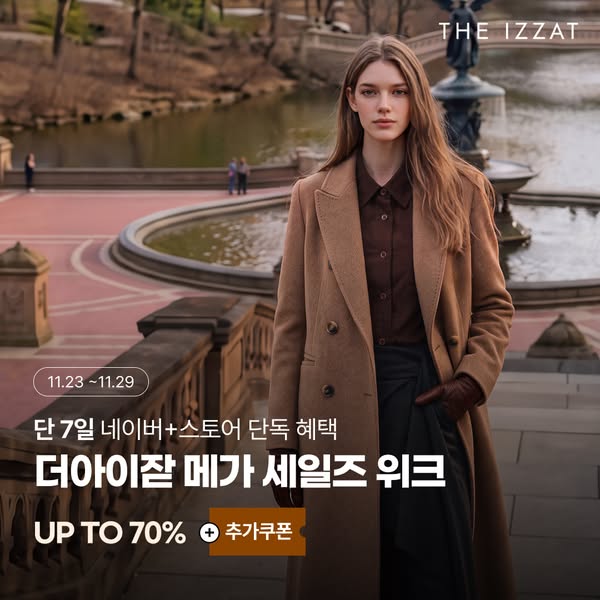 THE IZZAT
11.23 ~11.29
단 7일 네이버+스토어 단독 혜택
더아이잗 메가 세일즈 위크
UP TO 70% + 추가쿠폰